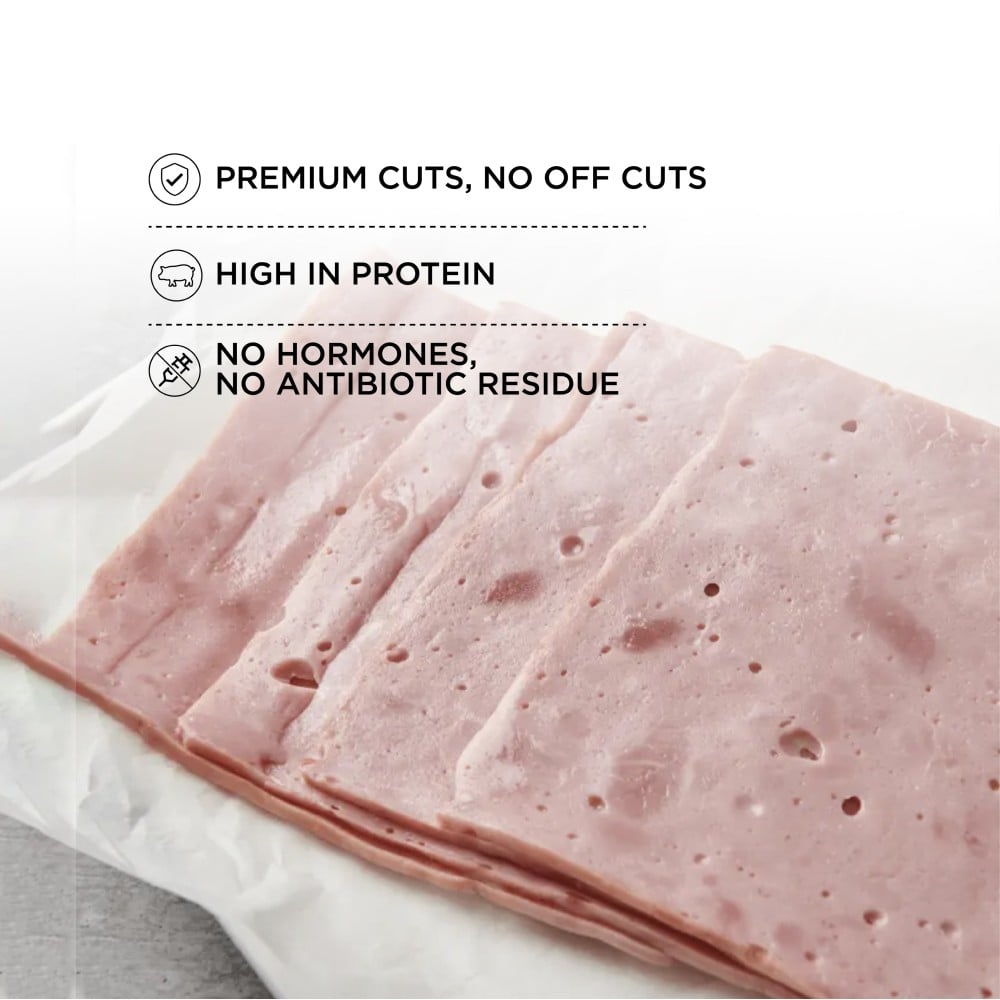 PREMIUM CUTS, NO OFF CUTS
HIGH IN PROTEIN
NO HORMONES,
NO ANTIBIOTIC RESIDUE